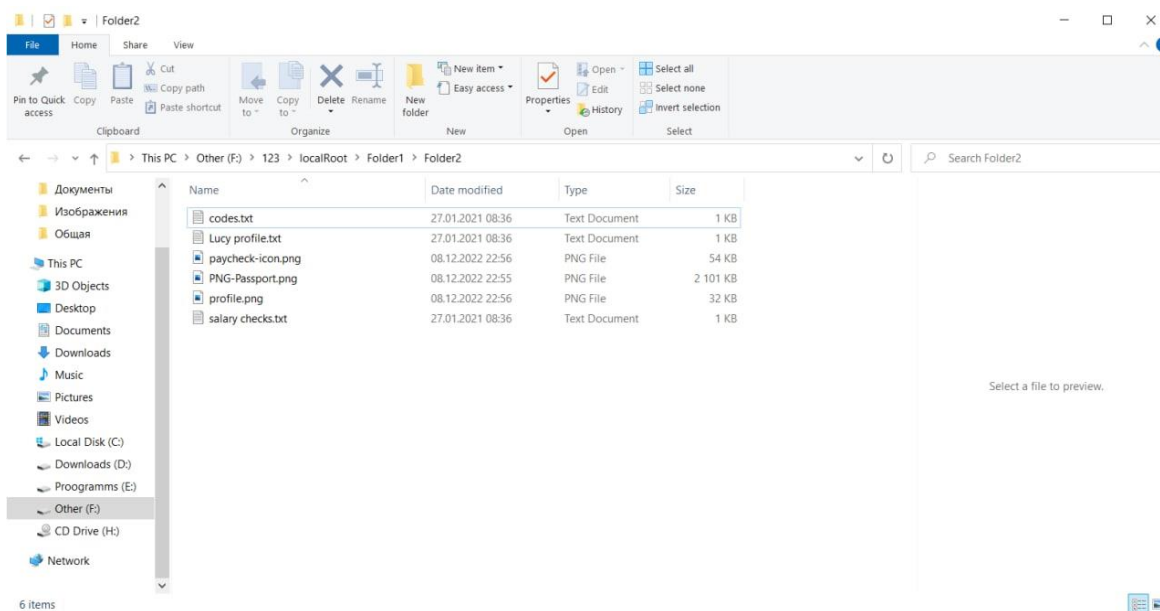 Folder2
File Home Share View
Pin to Quick access
Copy
Paste
Cut
Copy path
Paste shortcut
Clipboard
Move to
Copy to
Delete
Rename
Organize
New folder
New item
Easy access
New
Properties
Open
Edit
History
Open
Select all
Select none
Invert selection
Select
This PC > Other (F:) > 123 > localRoot > Folder1 > Folder2
Search Folder2
Документы
Изображения
Общая
This PC
3D Objects
Desktop
Documents
Downloads
Music
Pictures
Videos
Local Disk (C:)
Downloads (D:)
Proogramms (E:)
Other (F:)
CD Drive (H:)
Network
Name Date modified Type Size
codes.txt 27.01.2021 08:36 Text Document 1 KB
Lucy profile.txt 27.01.2021 08:36 Text Document 1 KB
paycheck-icon.png 08.12.2022 22:56 PNG File 54 KB
PNG-Passport.png 08.12.2022 22:55 PNG File 2 101 KB
profile.png 08.12.2022 22:56 PNG File 32 KB
salary checks.txt 27.01.2021 08:36 Text Document 1 KB
Select a file to preview.
6 items